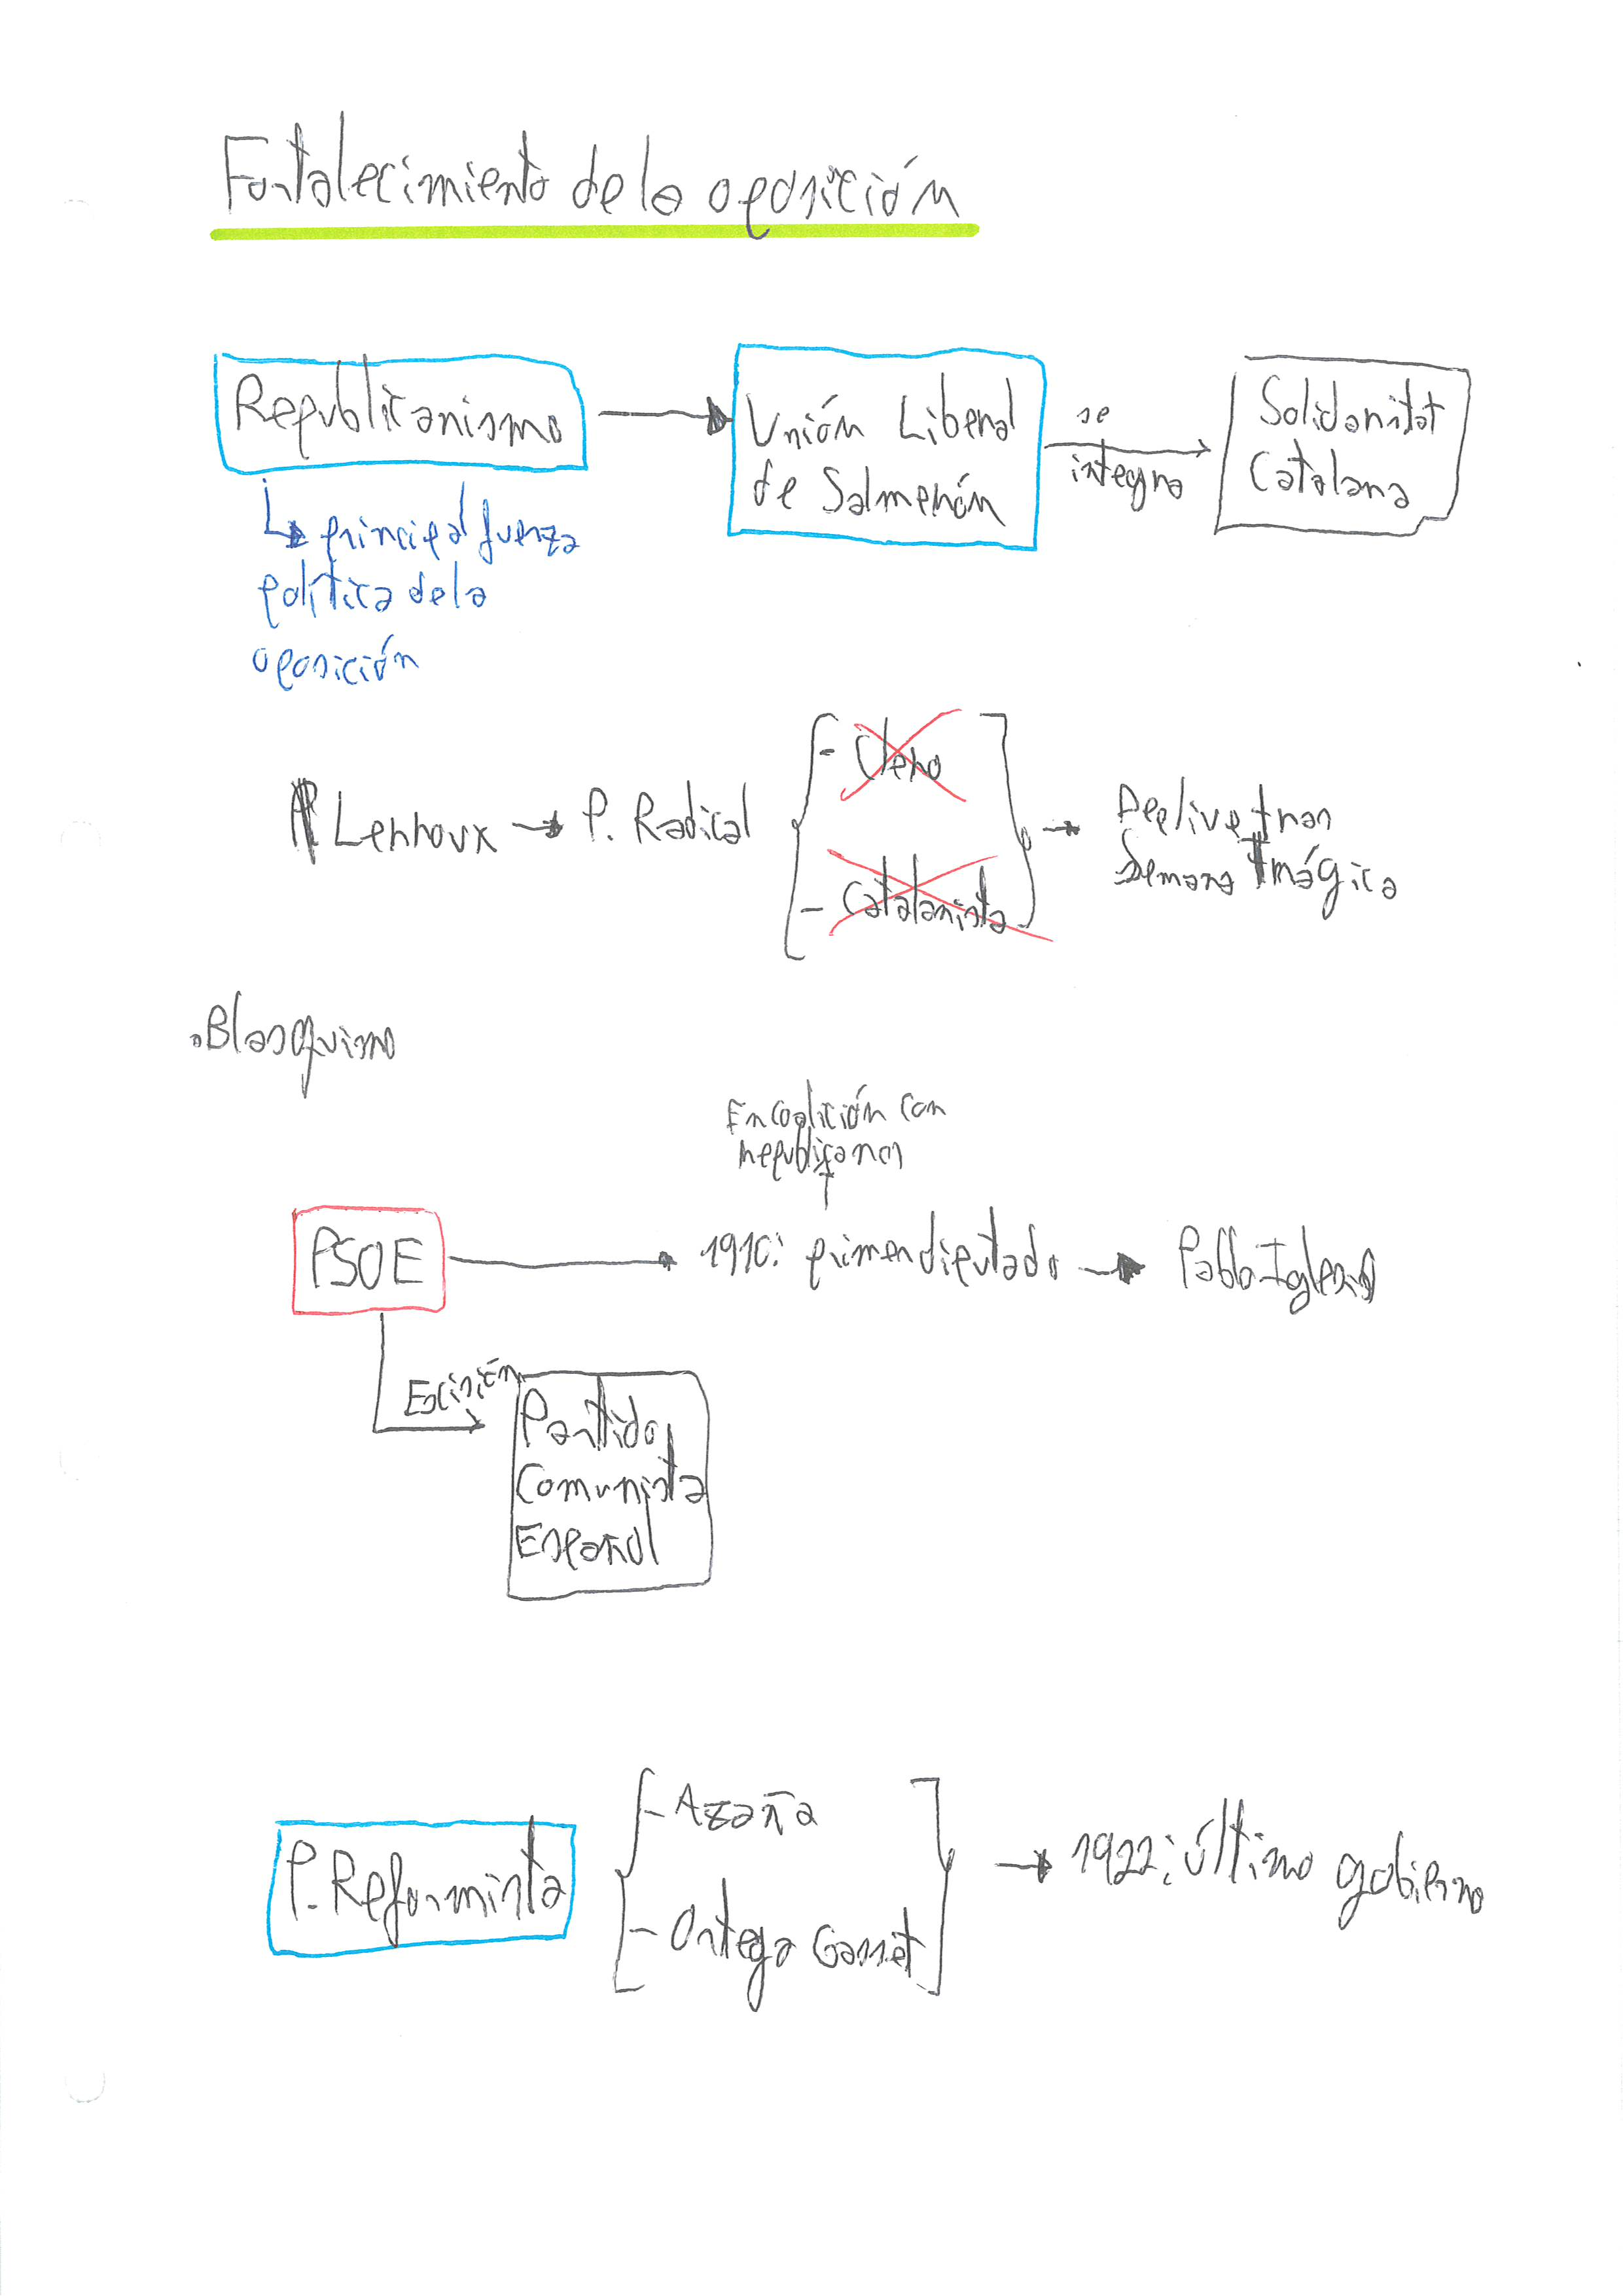 Fortalecimiento de la oposición
Republicanismo
Unión Liberal
de Salmerón
se
integra
Solidaritat
Catalana
principal fuerza
política de la
oposición
Lerroux → P. Radical
- Clero
- Catalanista
Declive tras
Semana Trágica
.Blasquismo
En coalición con
republicanos
PSOE
1910: primer diputado → Pablo Iglesias
Escisión
Partido
Comunista
Español
P. Reformista
- Azaña
- Ortega Gasset
→ 1922: último gobierno